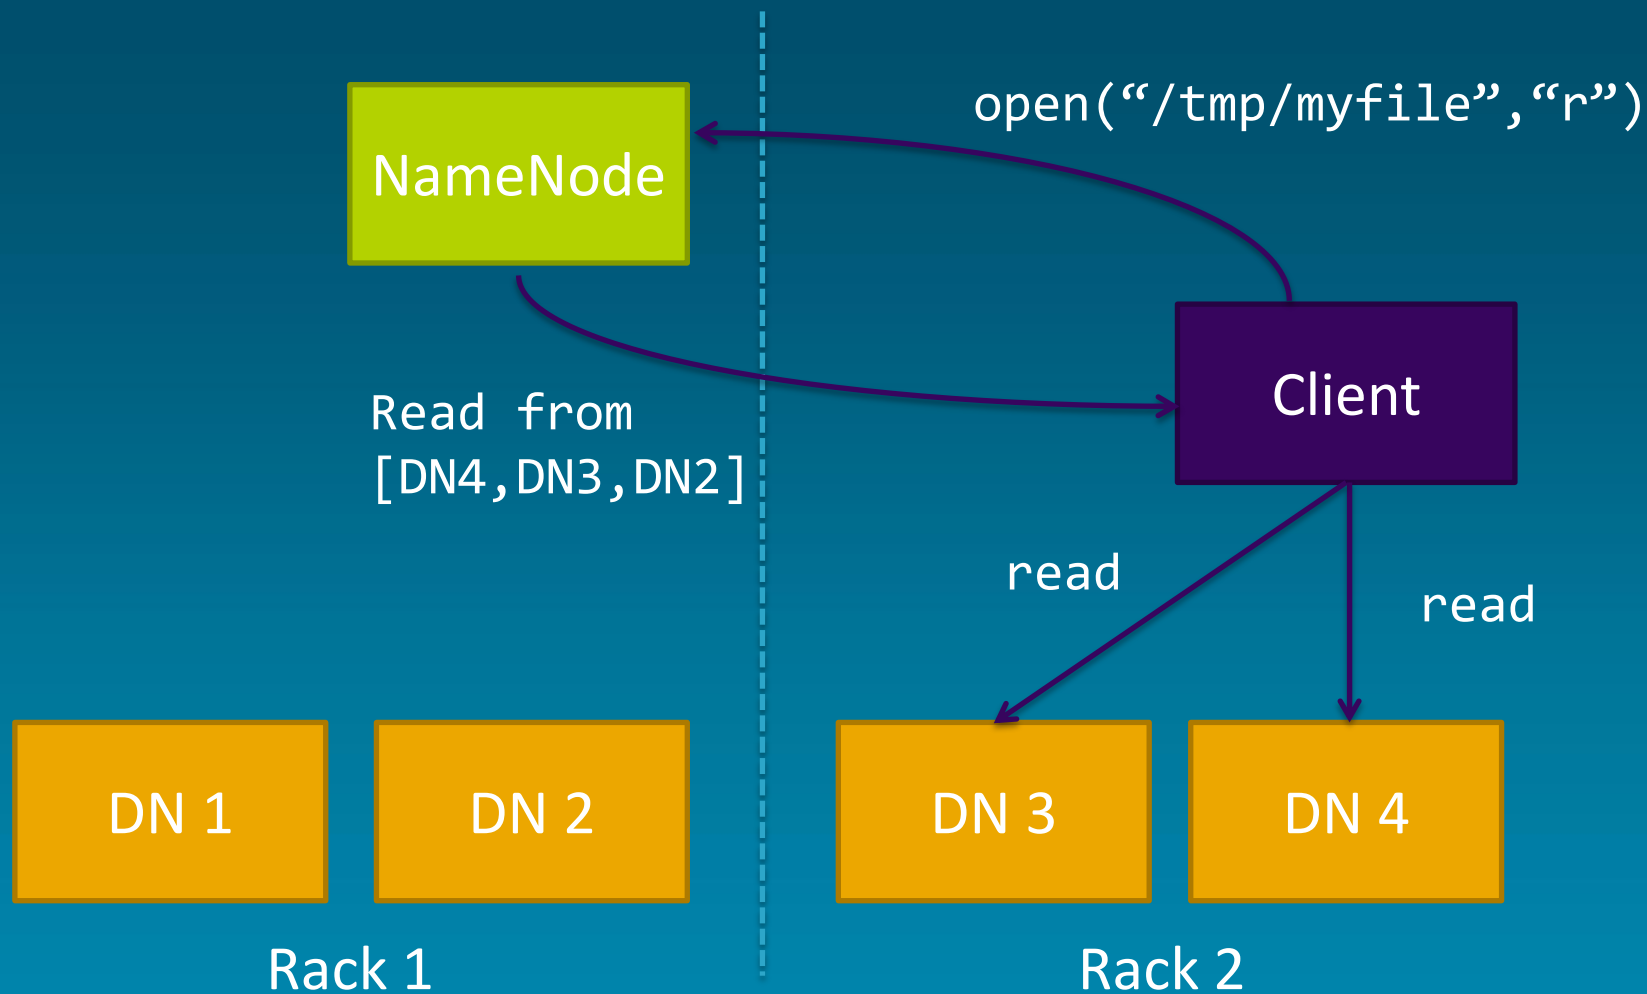 open(“/tmp/myfile”,“r”)
NameNode
Client
Read from
[DN4,DN3,DN2]
read
read
DN 1
DN 2
DN 3
DN 4
Rack 1
Rack 2